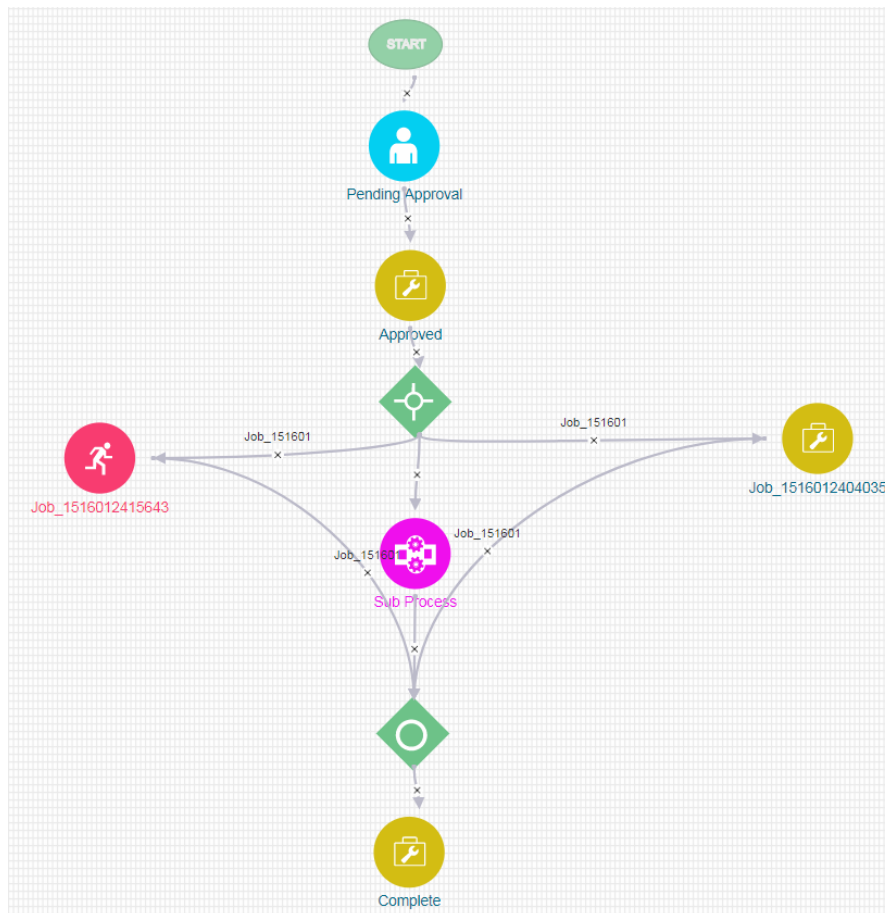 START
Pending Approval
Approved
Job_151601
Job_151601
Job_1516012415643
Job_1516012404035
Job_151601
Job_151601
Sub Process
Complete